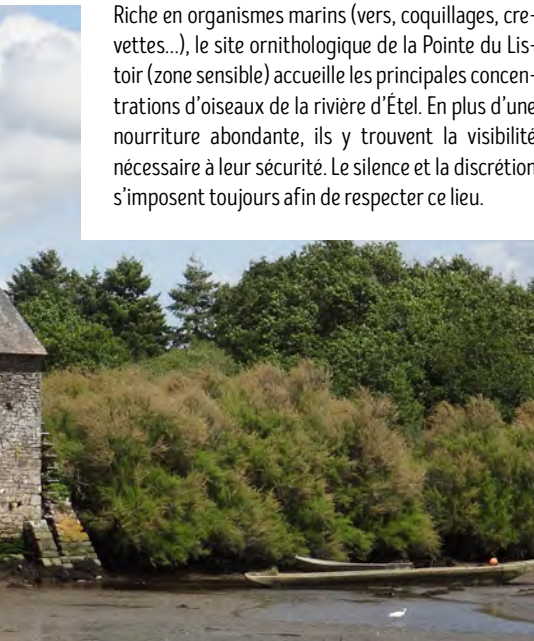 Riche en organismes marins (vers, coquillages, cre-
vettes...), le site ornithologique de la Pointe du Lis-
toir (zone sensible) accueille les principales concen-
trations d'oiseaux de la rivière d'Étel. En plus d'une
nourriture abondante, ils y trouvent la visibilité
nécessaire à leur sécurité. Le silence et la discrétion
s'imposent toujours afin de respecter ce lieu.